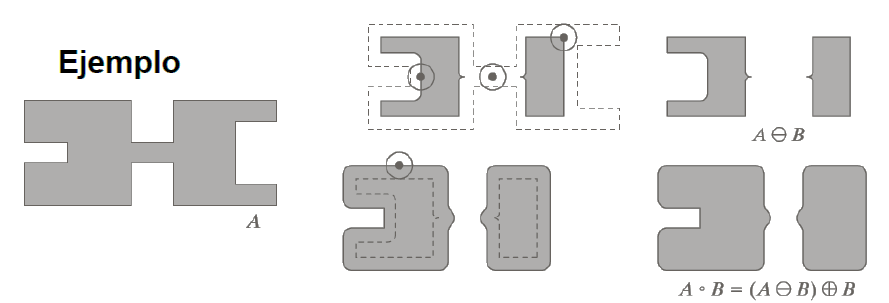 Ejemplo
A
A ⊖ B
A ∘ B = (A ⊖ B) ⊕ B